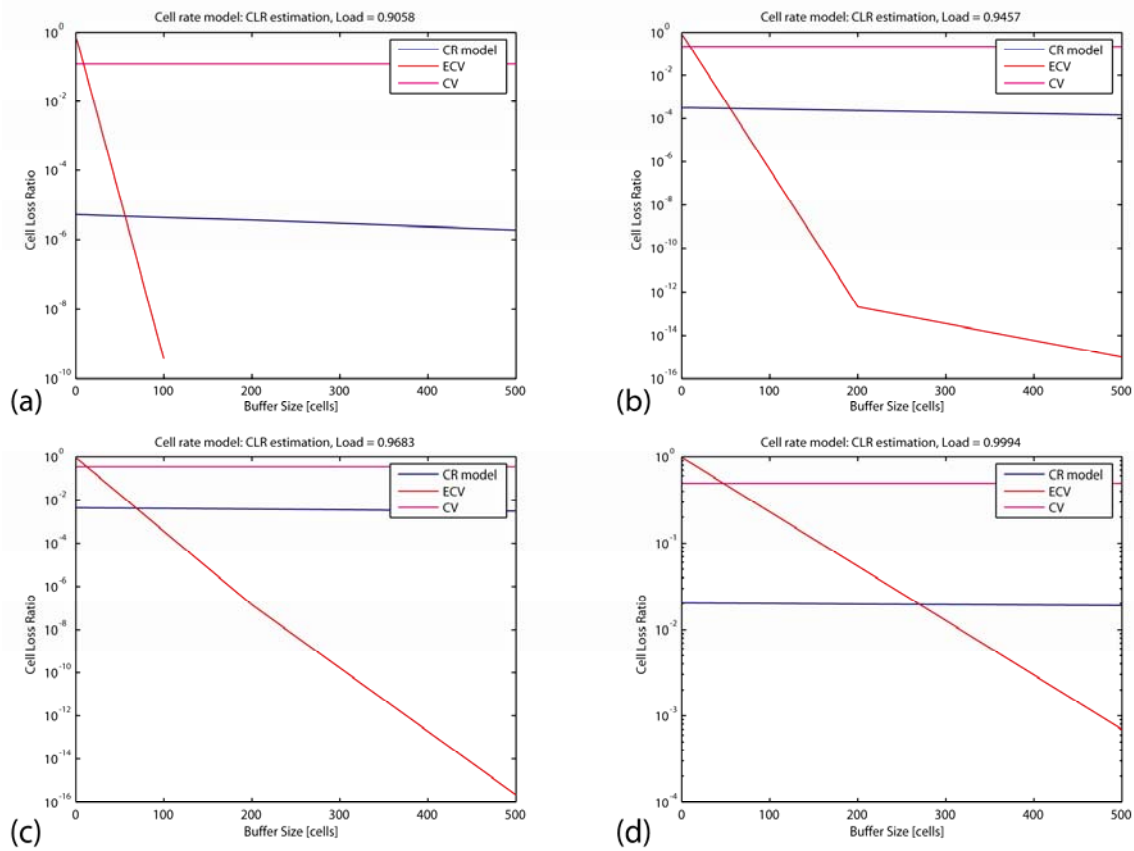 (a)
Cell rate model: CLR estimation, Load = 0.9058
10^0
10^-2
10^-4
10^-6
10^-8
10^-10
Cell Loss Ratio
CR model
ECV
CV
0 100 200 300 400 500
Buffer Size [cells]
(b)
Cell rate model: CLR estimation, Load = 0.9457
10^0
10^-2
10^-4
10^-6
10^-8
10^-10
10^-12
10^-14
10^-16
Cell Loss Ratio
CR model
ECV
CV
0 100 200 300 400 500
Buffer Size [cells]
(c)
Cell rate model: CLR estimation, Load = 0.9683
10^0
10^-2
10^-4
10^-6
10^-8
10^-10
10^-12
10^-14
10^-16
Cell Loss Ratio
CR model
ECV
CV
0 100 200 300 400 500
Buffer Size [cells]
(d)
Cell rate model: CLR estimation, Load = 0.9994
10^0
10^-1
10^-2
10^-3
10^-4
Cell Loss Ratio
CR model
ECV
CV
0 100 200 300 400 500
Buffer Size [cells]